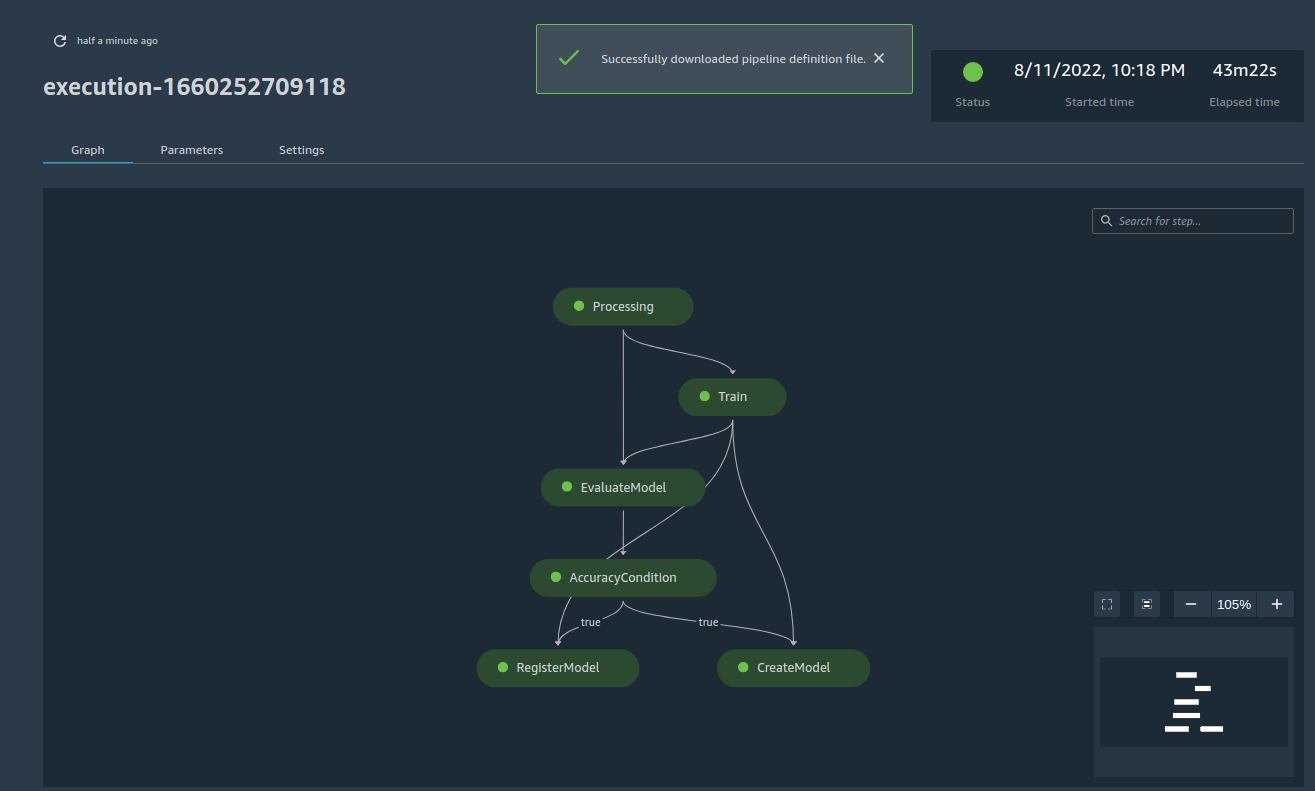 half a minute ago
Successfully downloaded pipeline definition file.
execution-1660252709118
8/11/2022, 10:18 PM 43m22s
Status Started time Elapsed time
Graph Parameters Settings
Search for step...
Processing
Train
EvaluateModel
AccuracyCondition
105%
true true
RegisterModel CreateModel